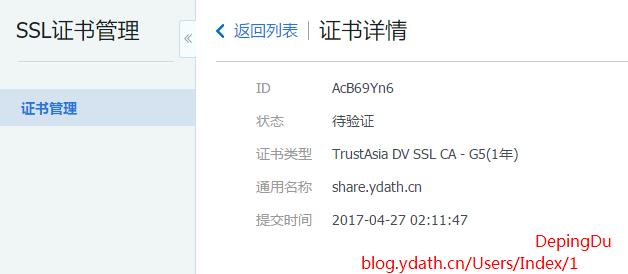 SSL证书管理
«
证书管理
返回列表 | 证书详情
ID AcB69Yn6
状态 待验证
证书类型 TrustAsia DV SSL CA - G5(1年)
通用名称 share.ydath.cn
提交时间 2017-04-27 02:11:47
DepingDu
blog.ydath.cn/Users/Index/1